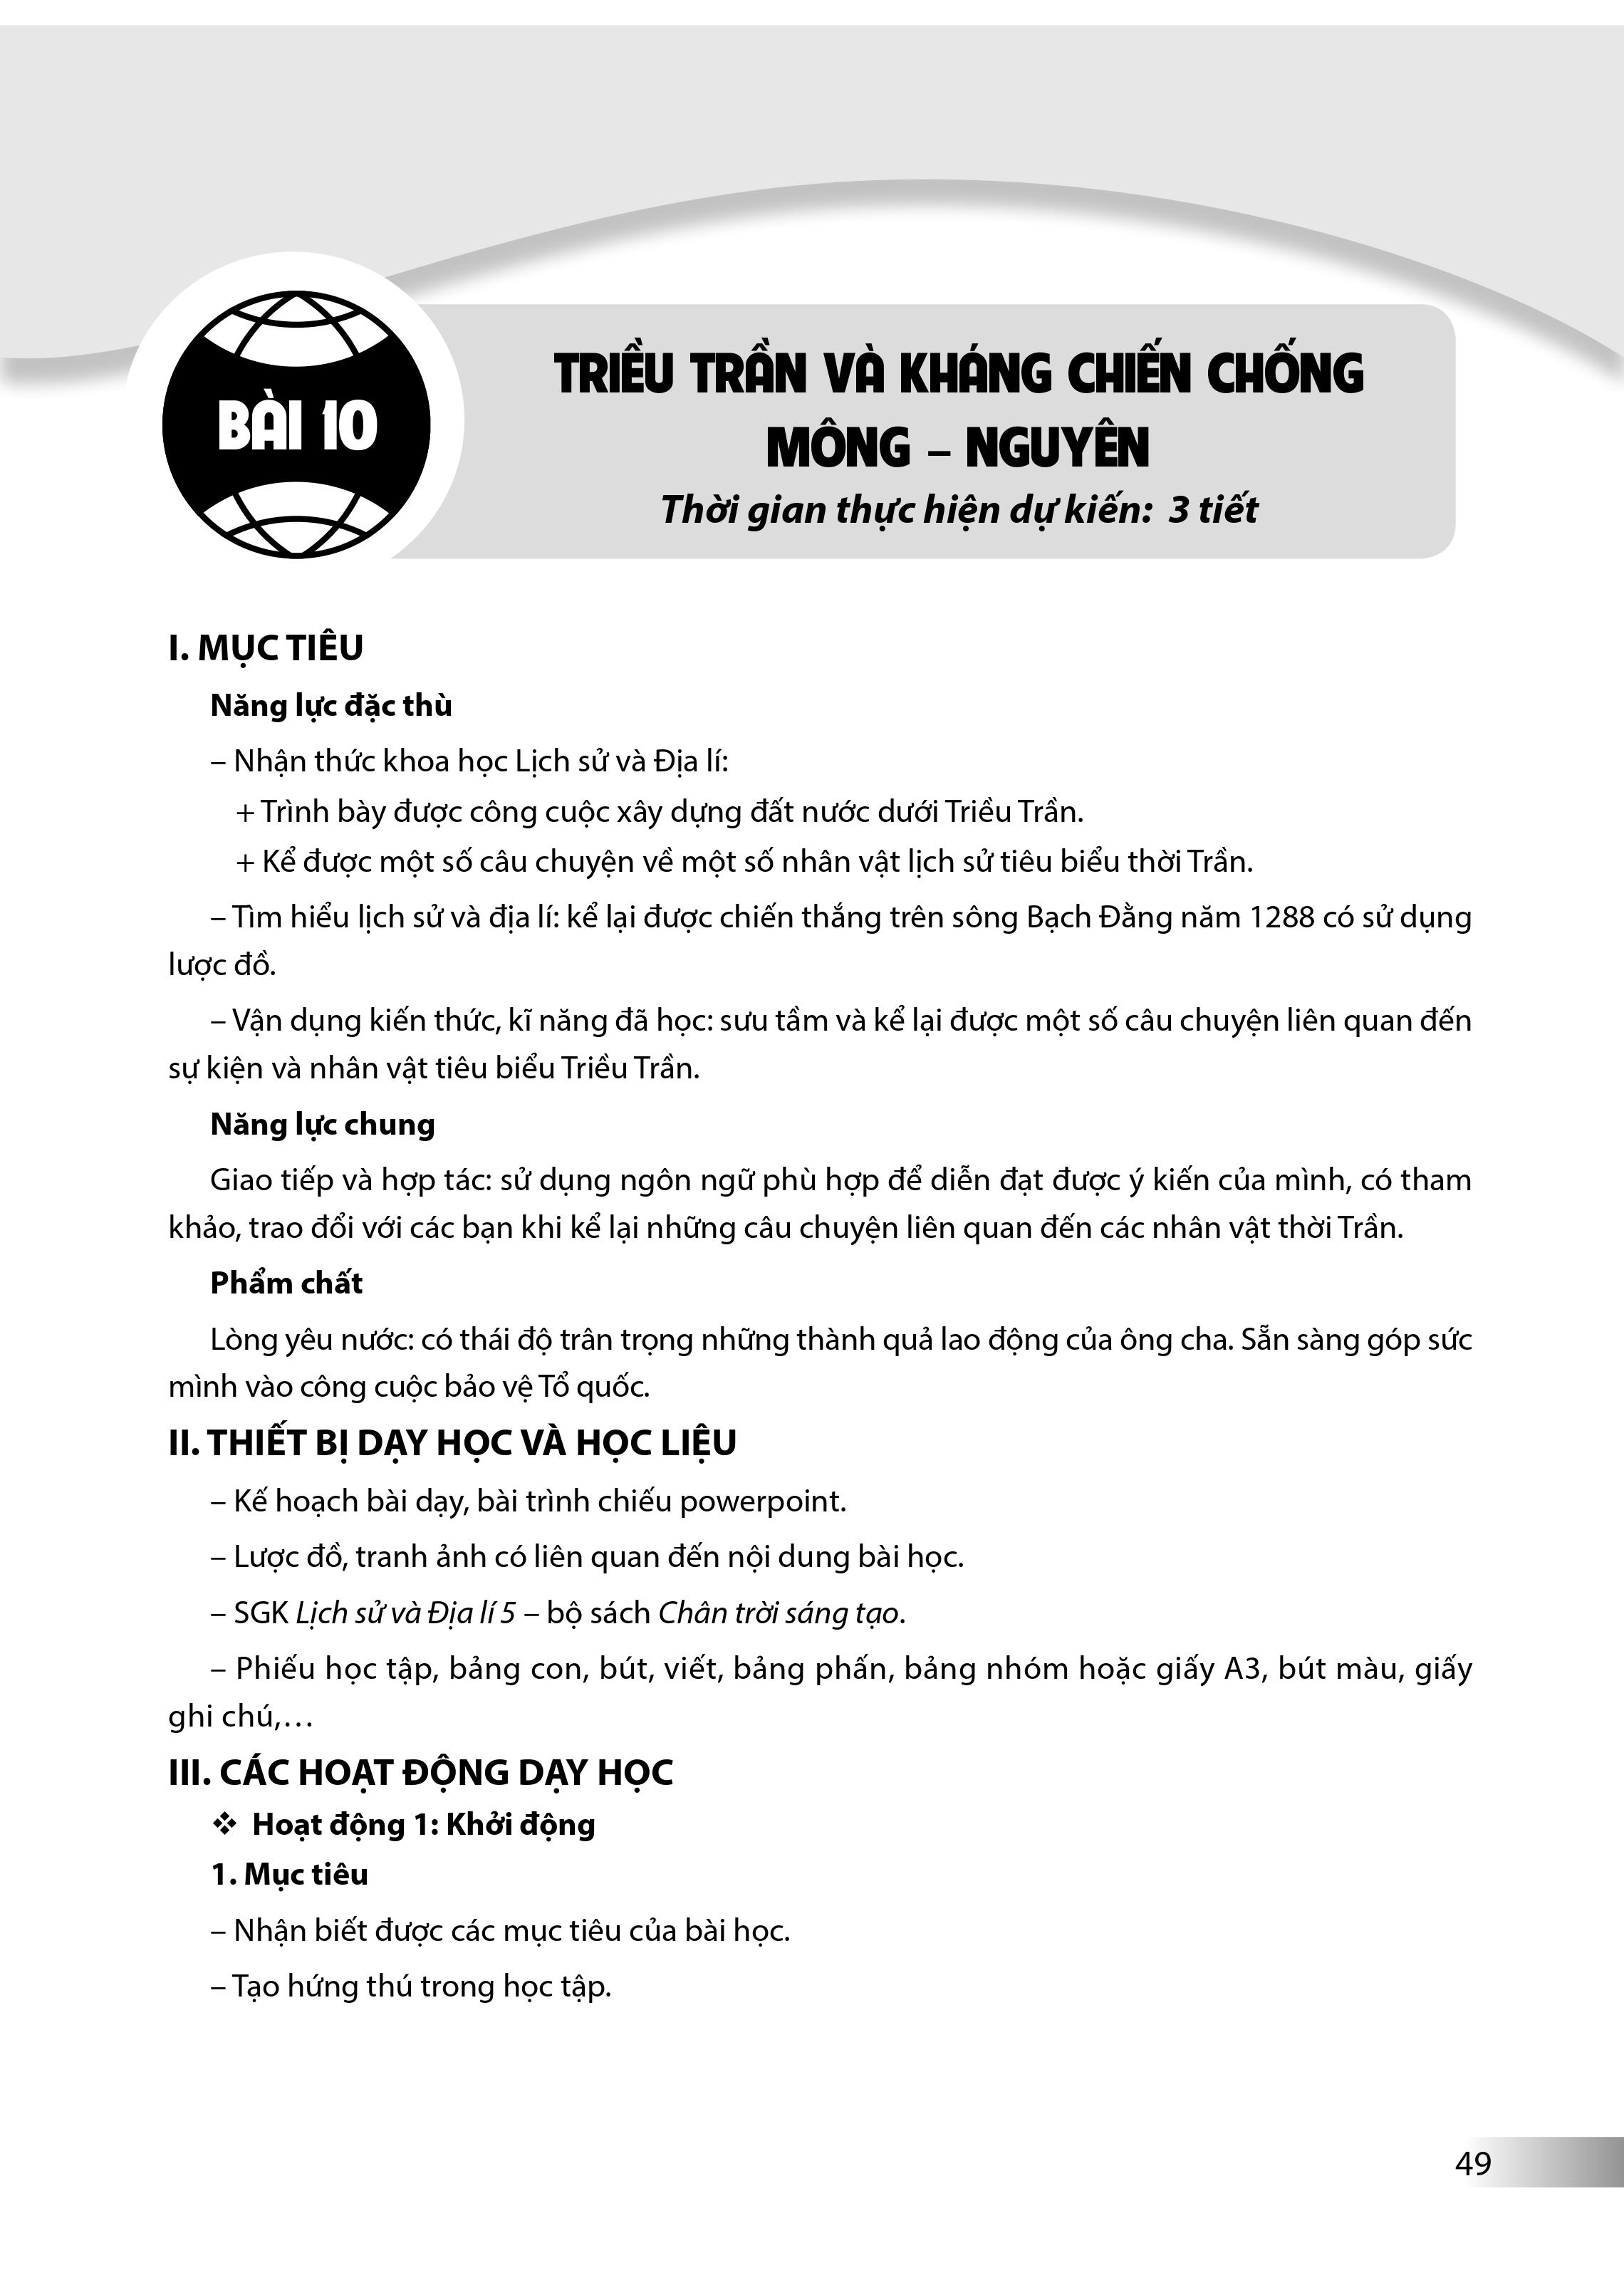 BÀI 10
TRIỀU TRẦN VÀ KHÁNG CHIẾN CHỐNG
MÔNG – NGUYÊN
Thời gian thực hiện dự kiến: 3 tiết
I. MỤC TIÊU
Năng lực đặc thù
– Nhận thức khoa học Lịch sử và Địa lí:
+ Trình bày được công cuộc xây dựng đất nước dưới Triều Trần.
+ Kể được một số câu chuyện về một số nhân vật lịch sử tiêu biểu thời Trần.
– Tìm hiểu lịch sử và địa lí: kể lại được chiến thắng trên sông Bạch Đằng năm 1288 có sử dụng
lược đồ.
– Vận dụng kiến thức, kĩ năng đã học: sưu tầm và kể lại được một số câu chuyện liên quan đến
sự kiện và nhân vật tiêu biểu Triều Trần.
Năng lực chung
Giao tiếp và hợp tác: sử dụng ngôn ngữ phù hợp để diễn đạt được ý kiến của mình, có tham
khảo, trao đổi với các bạn khi kể lại những câu chuyện liên quan đến các nhân vật thời Trần.
Phẩm chất
Lòng yêu nước: có thái độ trân trọng những thành quả lao động của ông cha. Sẵn sàng góp sức
mình vào công cuộc bảo vệ Tổ quốc.
II. THIẾT BỊ DẠY HỌC VÀ HỌC LIỆU
– Kế hoạch bài dạy, bài trình chiếu powerpoint.
– Lược đồ, tranh ảnh có liên quan đến nội dung bài học.
– SGK Lịch sử và Địa lí 5 – bộ sách Chân trời sáng tạo.
– Phiếu học tập, bảng con, bút, viết, bảng phấn, bảng nhóm hoặc giấy A3, bút màu, giấy
ghi chú,…
III. CÁC HOẠT ĐỘNG DẠY HỌC
❖ Hoạt động 1: Khởi động
1. Mục tiêu
– Nhận biết được các mục tiêu của bài học.
– Tạo hứng thú trong học tập.
49